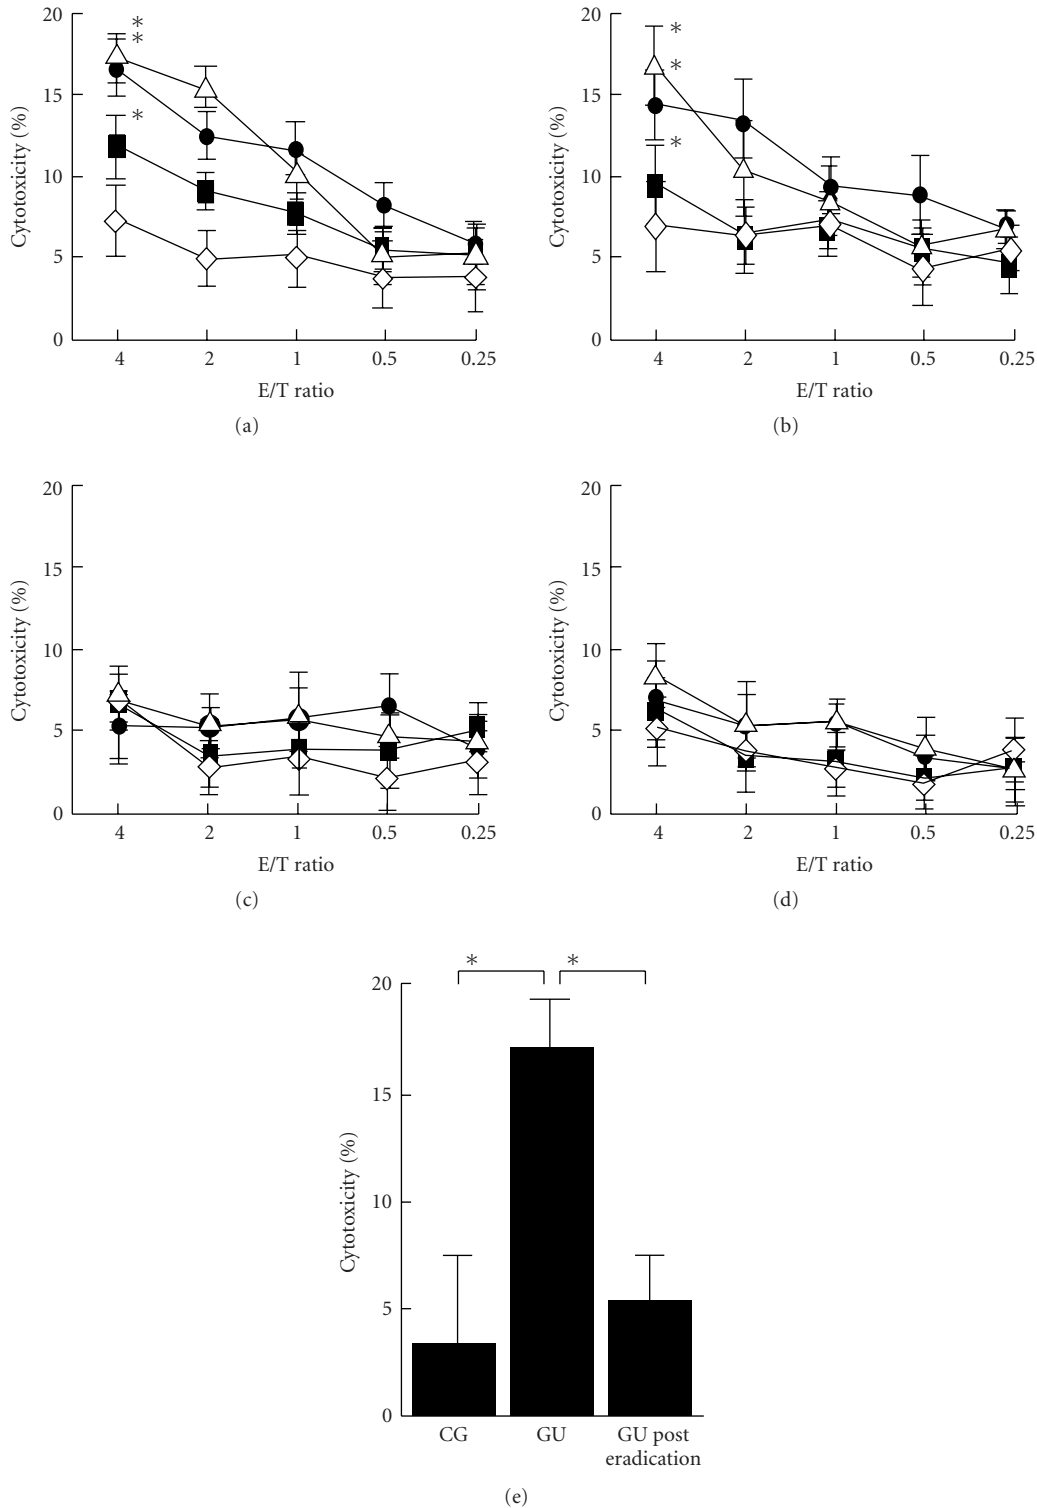 20
15
10
5
0
Cytotoxicity (%)
*
*
*
4 2 1 0.5 0.25
E/T ratio
(a)
20
15
10
5
0
Cytotoxicity (%)
*
*
*
4 2 1 0.5 0.25
E/T ratio
(b)
20
15
10
5
0
Cytotoxicity (%)
4 2 1 0.5 0.25
E/T ratio
(c)
20
15
10
5
0
Cytotoxicity (%)
4 2 1 0.5 0.25
E/T ratio
(d)
* *
20
15
10
5
0
Cytotoxicity (%)
CG GU GU post
eradication
(e)